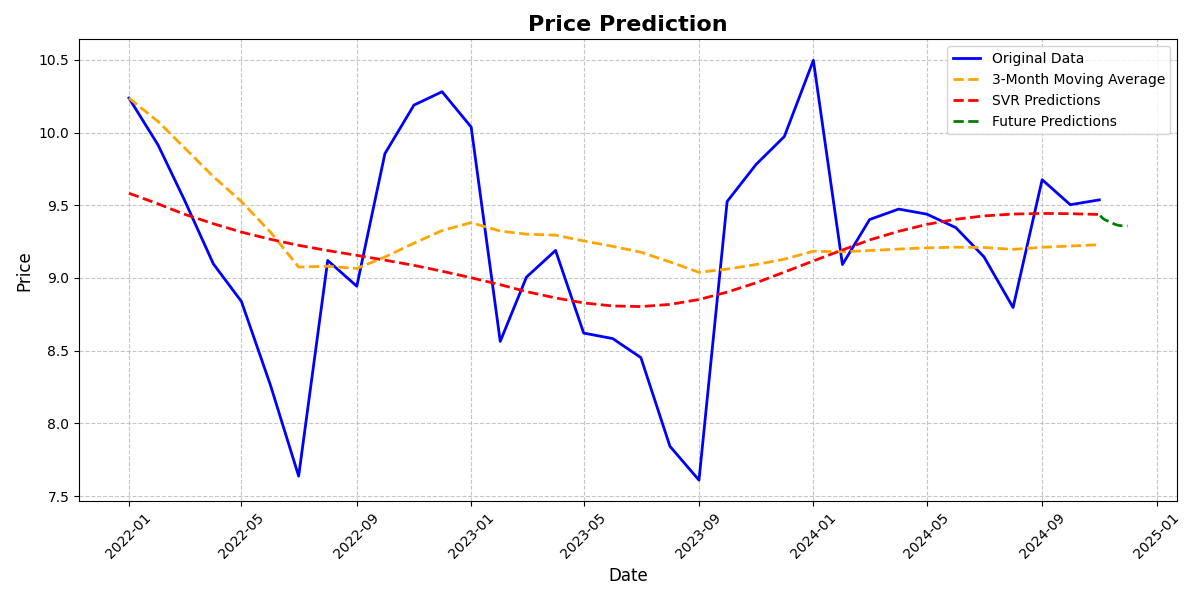 Price Prediction
Original Data
3-Month Moving Average
SVR Predictions
Future Predictions
10.5
10.0
9.5
9.0
8.5
8.0
7.5
Price
2022-01
2022-05
2022-09
2023-01
2023-05
2023-09
2024-01
2024-05
2024-09
2025-01
Date